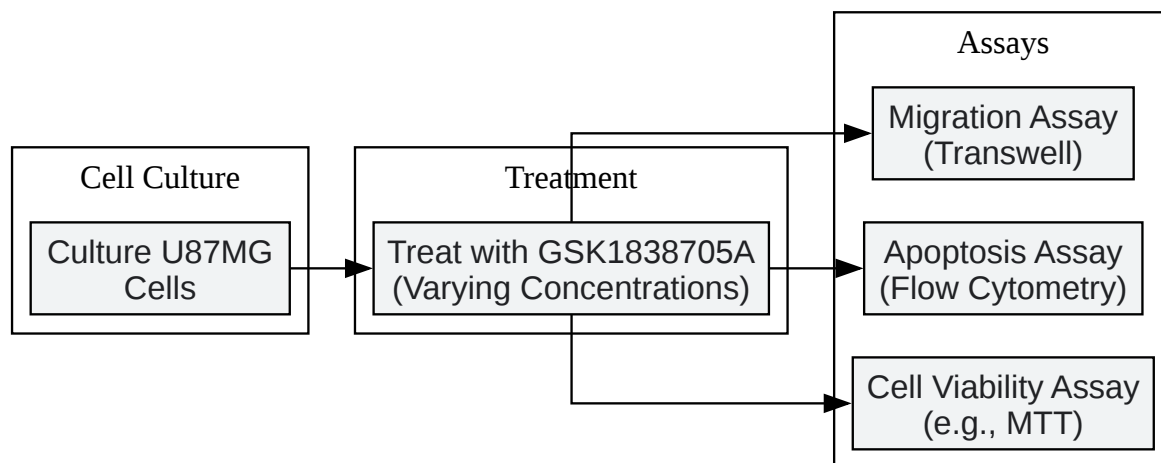 Cell Culture
Culture U87MG
Cells
Treatment
Treat with GSK1838705A
(Varying Concentrations)
Assays
Migration Assay
(Transwell)
Apoptosis Assay
(Flow Cytometry)
Cell Viability Assay
(e.g., MTT)